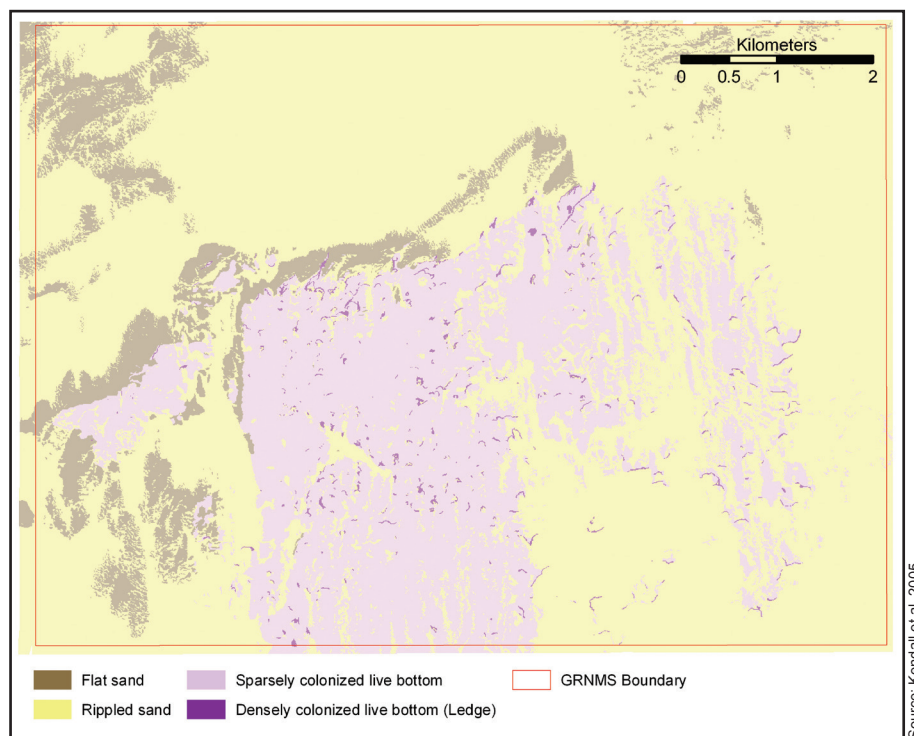 Kilometers
0 0.5 1 2
Flat sand
Sparsely colonized live bottom
GRNMS Boundary
Rippled sand
Densely colonized live bottom (Ledge)
Source: Kendall et al. 2005